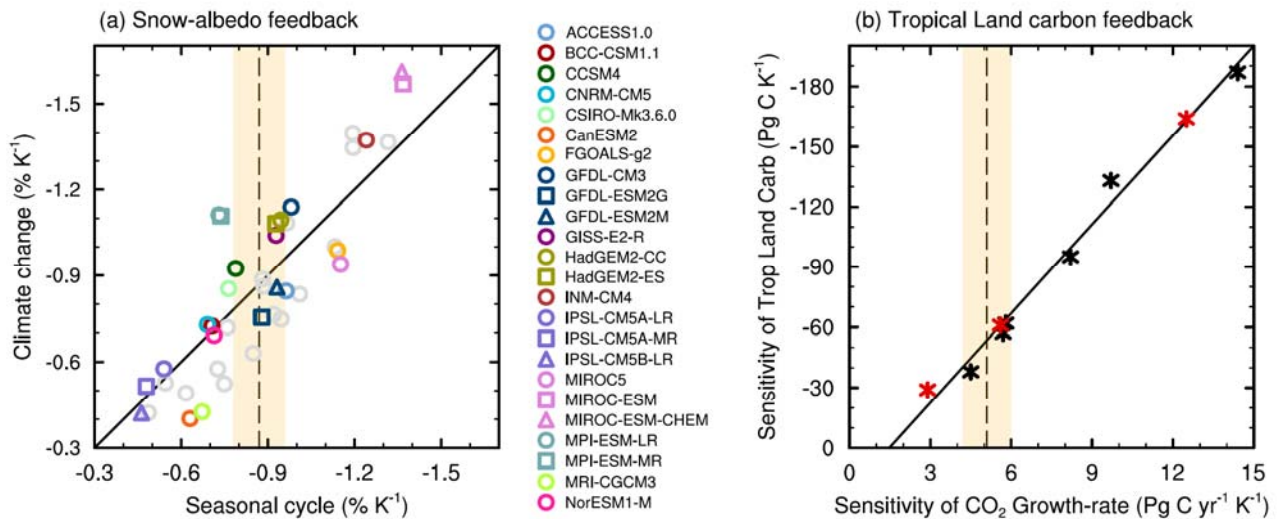 (a) Snow-albedo feedback
Climate change (% K⁻¹)
-1.5
-1.2
-0.9
-0.6
-0.3
-0.3 -0.6 -0.9 -1.2 -1.5
Seasonal cycle (% K⁻¹)
ACCESS1.0
BCC-CSM1.1
CCSM4
CNRM-CM5
CSIRO-Mk3.6.0
CanESM2
FGOALS-g2
GFDL-CM3
GFDL-ESM2G
GFDL-ESM2M
GISS-E2-R
HadGEM2-CC
HadGEM2-ES
INM-CM4
IPSL-CM5A-LR
IPSL-CM5A-MR
IPSL-CM5B-LR
MIROC5
MIROC-ESM
MIROC-ESM-CHEM
MPI-ESM-LR
MPI-ESM-MR
MRI-CGCM3
NorESM1-M
(b) Tropical Land carbon feedback
Sensitivity of Trop Land Carb (Pg C K⁻¹)
-180
-150
-120
-90
-60
-30
0
0 3 6 9 12 15
Sensitivity of CO₂ Growth-rate (Pg C yr⁻¹ K⁻¹)